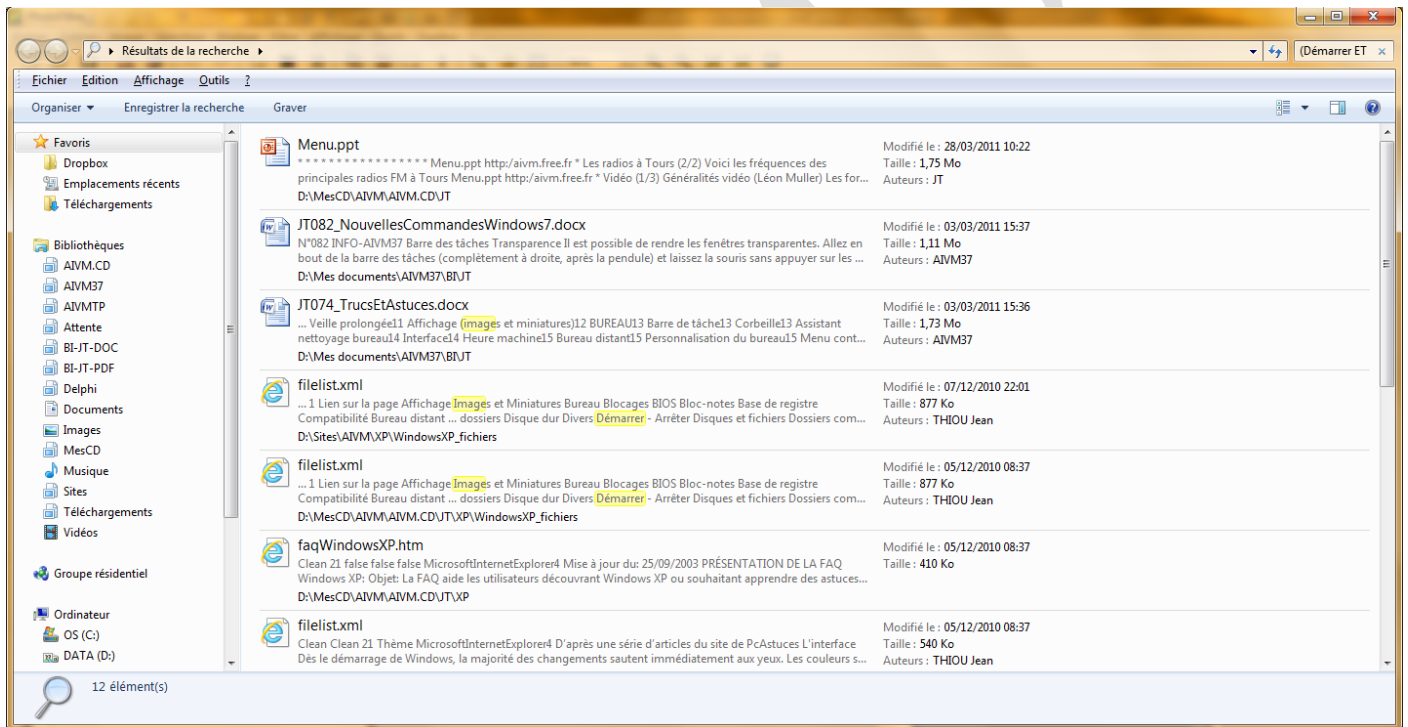 Résultats de la recherche
(Démarrer ET
Fichier Edition Affichage Outils ?
Organiser Enregistrer la recherche Graver
Favoris
Dropbox
Emplacements récents
Téléchargements
Bibliothèques
AIVM.CD
AIVM37
AIVMTP
Attente
BI-JT-DOC
BI-JT-PDF
Delphi
Documents
Images
MesCD
Musique
Sites
Téléchargements
Vidéos
Groupe résidentiel
Ordinateur
OS (C:)
DATA (D:)
Menu.ppt
* * * * * * * * * * * * * * * * * Menu.ppt http:/aivm.free.fr * Les radios à Tours (2/2) Voici les fréquences des
principales radios FM à Tours Menu.ppt http:/aivm.free.fr * Vidéo (1/3) Généralités vidéo (Léon Muller) Les for...
D:\MesCD\AIVM\AIVM.CD\JT
Modifié le : 28/03/2011 10:22
Taille : 1,75 Mo
Auteurs : JT
JT082_NouvellesCommandesWindows7.docx
N°082 INFO-AIVM37 Barre des tâches Transparence Il est possible de rendre les fenêtres transparentes. Allez en
bout de la barre des tâches (complètement à droite, après la pendule) et laissez la souris sans appuyer sur les ...
D:\Mes documents\AIVM37\BI\JT
Modifié le : 03/03/2011 15:37
Taille : 1,11 Mo
Auteurs : AIVM37
JT074_TrucsEtAstuces.docx
... Veille prolongée11 Affichage (images et miniatures)12 BUREAU13 Barre de tâche13 Corbeille13 Assistant
nettoyage bureau14 Interface14 Heure machine15 Bureau distant15 Personnalisation du bureau15 Menu cont...
D:\Mes documents\AIVM37\BI\JT
Modifié le : 03/03/2011 15:36
Taille : 1,73 Mo
Auteurs : AIVM37
filelist.xml
... 1 Lien sur la page Affichage Images et Miniatures Bureau Blocages BIOS Bloc-notes Base de registre
Compatibilité Bureau distant ... dossiers Disque dur Divers Démarrer - Arrêter Disques et fichiers Dossiers com...
D:\Sites\AIVM\XP\WindowsXP_fichiers
Modifié le : 07/12/2010 22:01
Taille : 877 Ko
Auteurs : THIOU Jean
filelist.xml
... 1 Lien sur la page Affichage Images et Miniatures Bureau Blocages BIOS Bloc-notes Base de registre
Compatibilité Bureau distant ... dossiers Disque dur Divers Démarrer - Arrêter Disques et fichiers Dossiers com...
D:\MesCD\AIVM\AIVM.CD\JT\XP\WindowsXP_fichiers
Modifié le : 05/12/2010 08:37
Taille : 877 Ko
Auteurs : THIOU Jean
faqWindowsXP.htm
Clean 21 false false false MicrosoftInternetExplorer4 Mise à jour du: 25/09/2003 PRÉSENTATION DE LA FAQ
Windows XP: Objet: La FAQ aide les utilisateurs découvrant Windows XP ou souhaitant apprendre des astuces...
D:\MesCD\AIVM\AIVM.CD\JT\XP
Modifié le : 05/12/2010 08:37
Taille : 410 Ko
filelist.xml
Clean Clean 21 Thème MicrosoftInternetExplorer4 D'après une série d'articles du site de PcAstuces L'interface
Dès le démarrage de Windows, la majorité des changements sautent immédiatement aux yeux. Les couleurs s...
Modifié le : 05/12/2010 08:37
Taille : 540 Ko
Auteurs : THIOU Jean
12 élément(s)